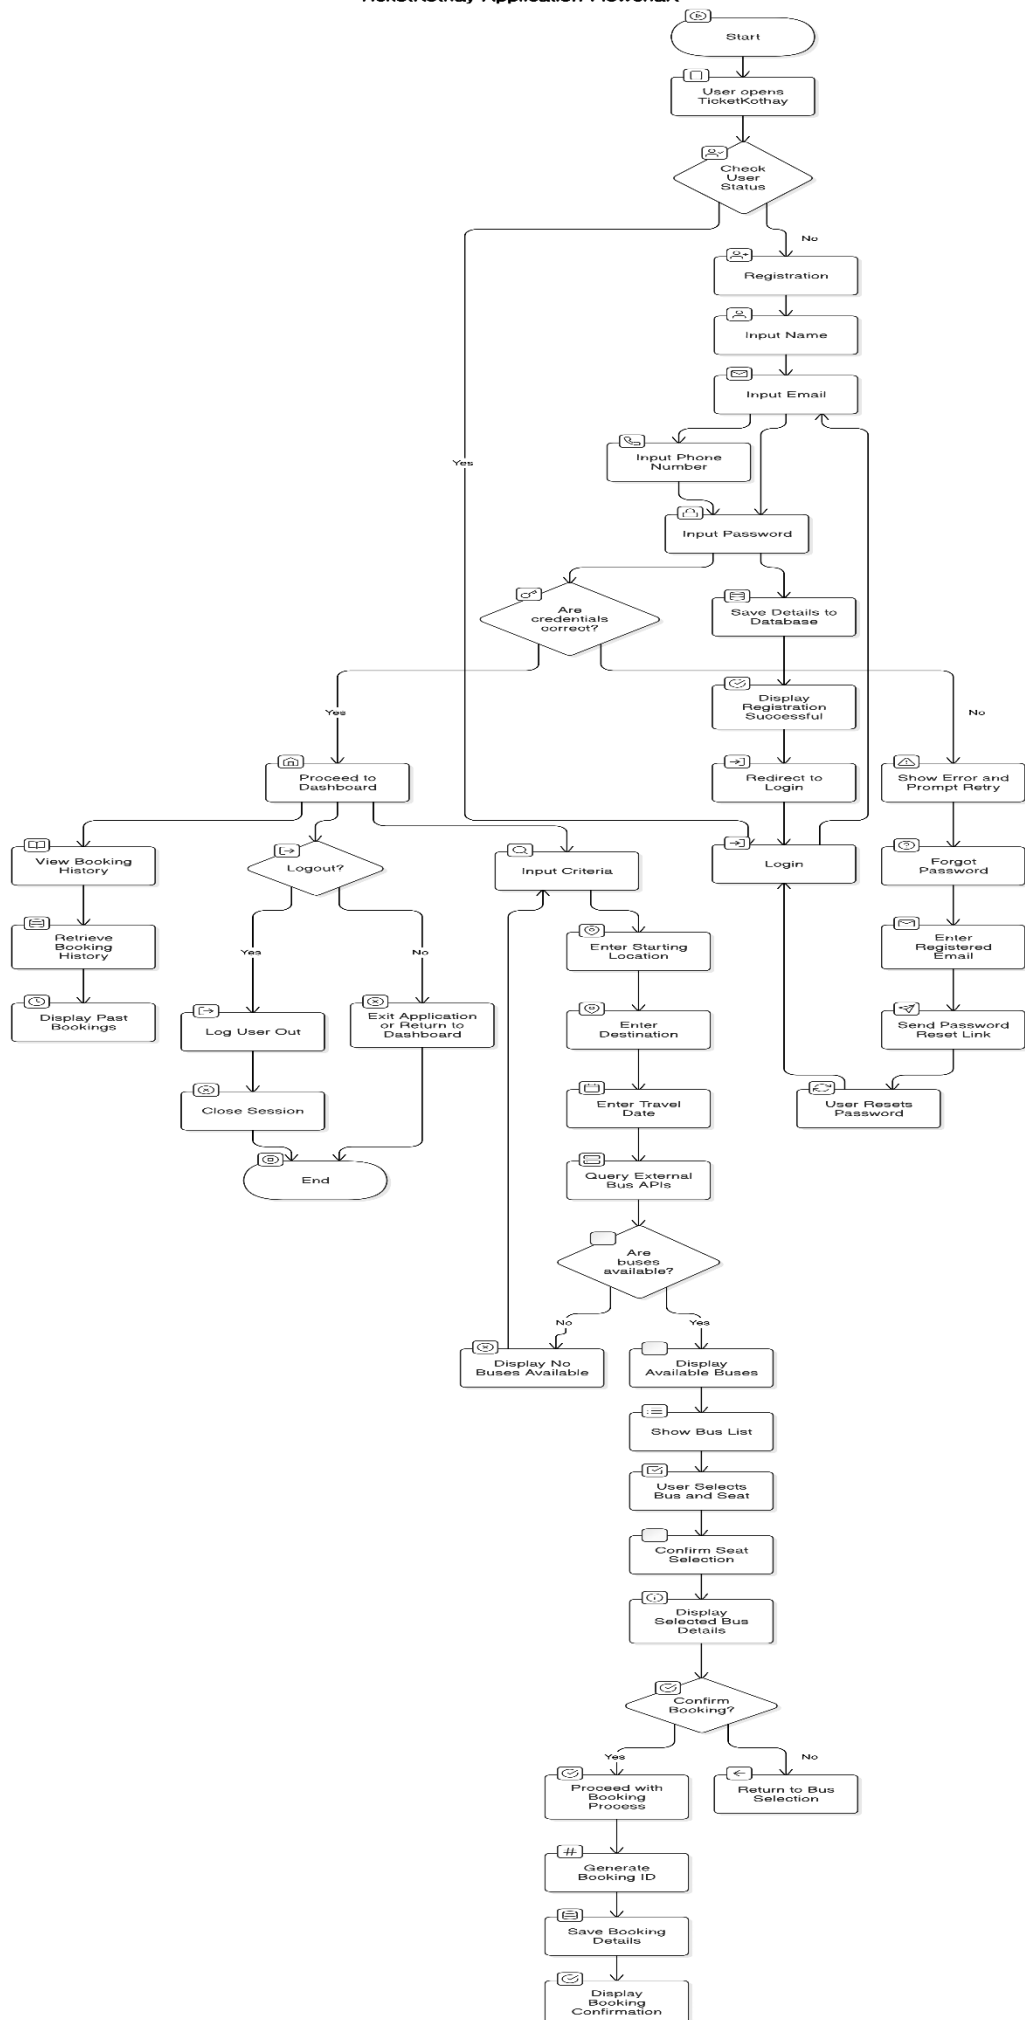 TicketKothay Application Flowchart
Start
User opens
TicketKothay
Check
User
Status
No
Registration
Input Name
Input Email
Yes
Input Phone
Number
Input Password
Are
credentials
correct?
Save Details to
Database
Yes
Display
Registration
Successful
No
Proceed to
Dashboard
Redirect to
Login
Show Error and
Prompt Retry
View Booking
History
Logout?
Input Criteria
Login
Forgot
Password
Retrieve
Booking
History
Yes
No
Enter Starting
Location
Enter
Registered
Email
Display Past
Bookings
Log User Out
Exit Application
or Return to
Dashboard
Enter
Destination
Send Password
Reset Link
Close Session
Enter Travel
Date
User Resets
Password
End
Query External
Bus APIs
Are
buses
available?
No
Yes
Display No
Buses Available
Display
Available Buses
Show Bus List
User Selects
Bus and Seat
Confirm Seat
Selection
Display
Selected Bus
Details
Confirm
Booking?
Yes
No
Proceed with
Booking
Process
Return to Bus
Selection
#
Generate
Booking ID
Save Booking
Details
Display
Booking
Confirmation